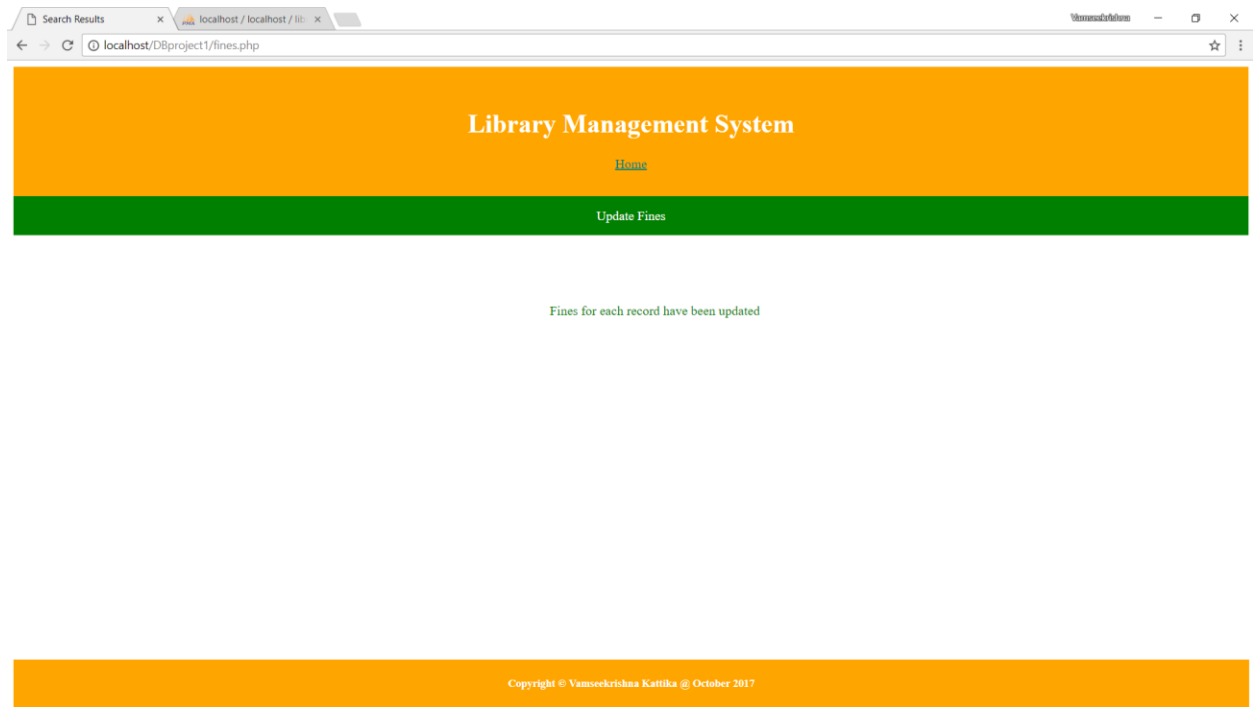 Search Results
localhost / localhost / lib
Vamseekrishna
localhost/DBproject1/fines.php
Library Management System
Home
Update Fines
Fines for each record have been updated
Copyright © Vamseekrishna Kattika @ October 2017